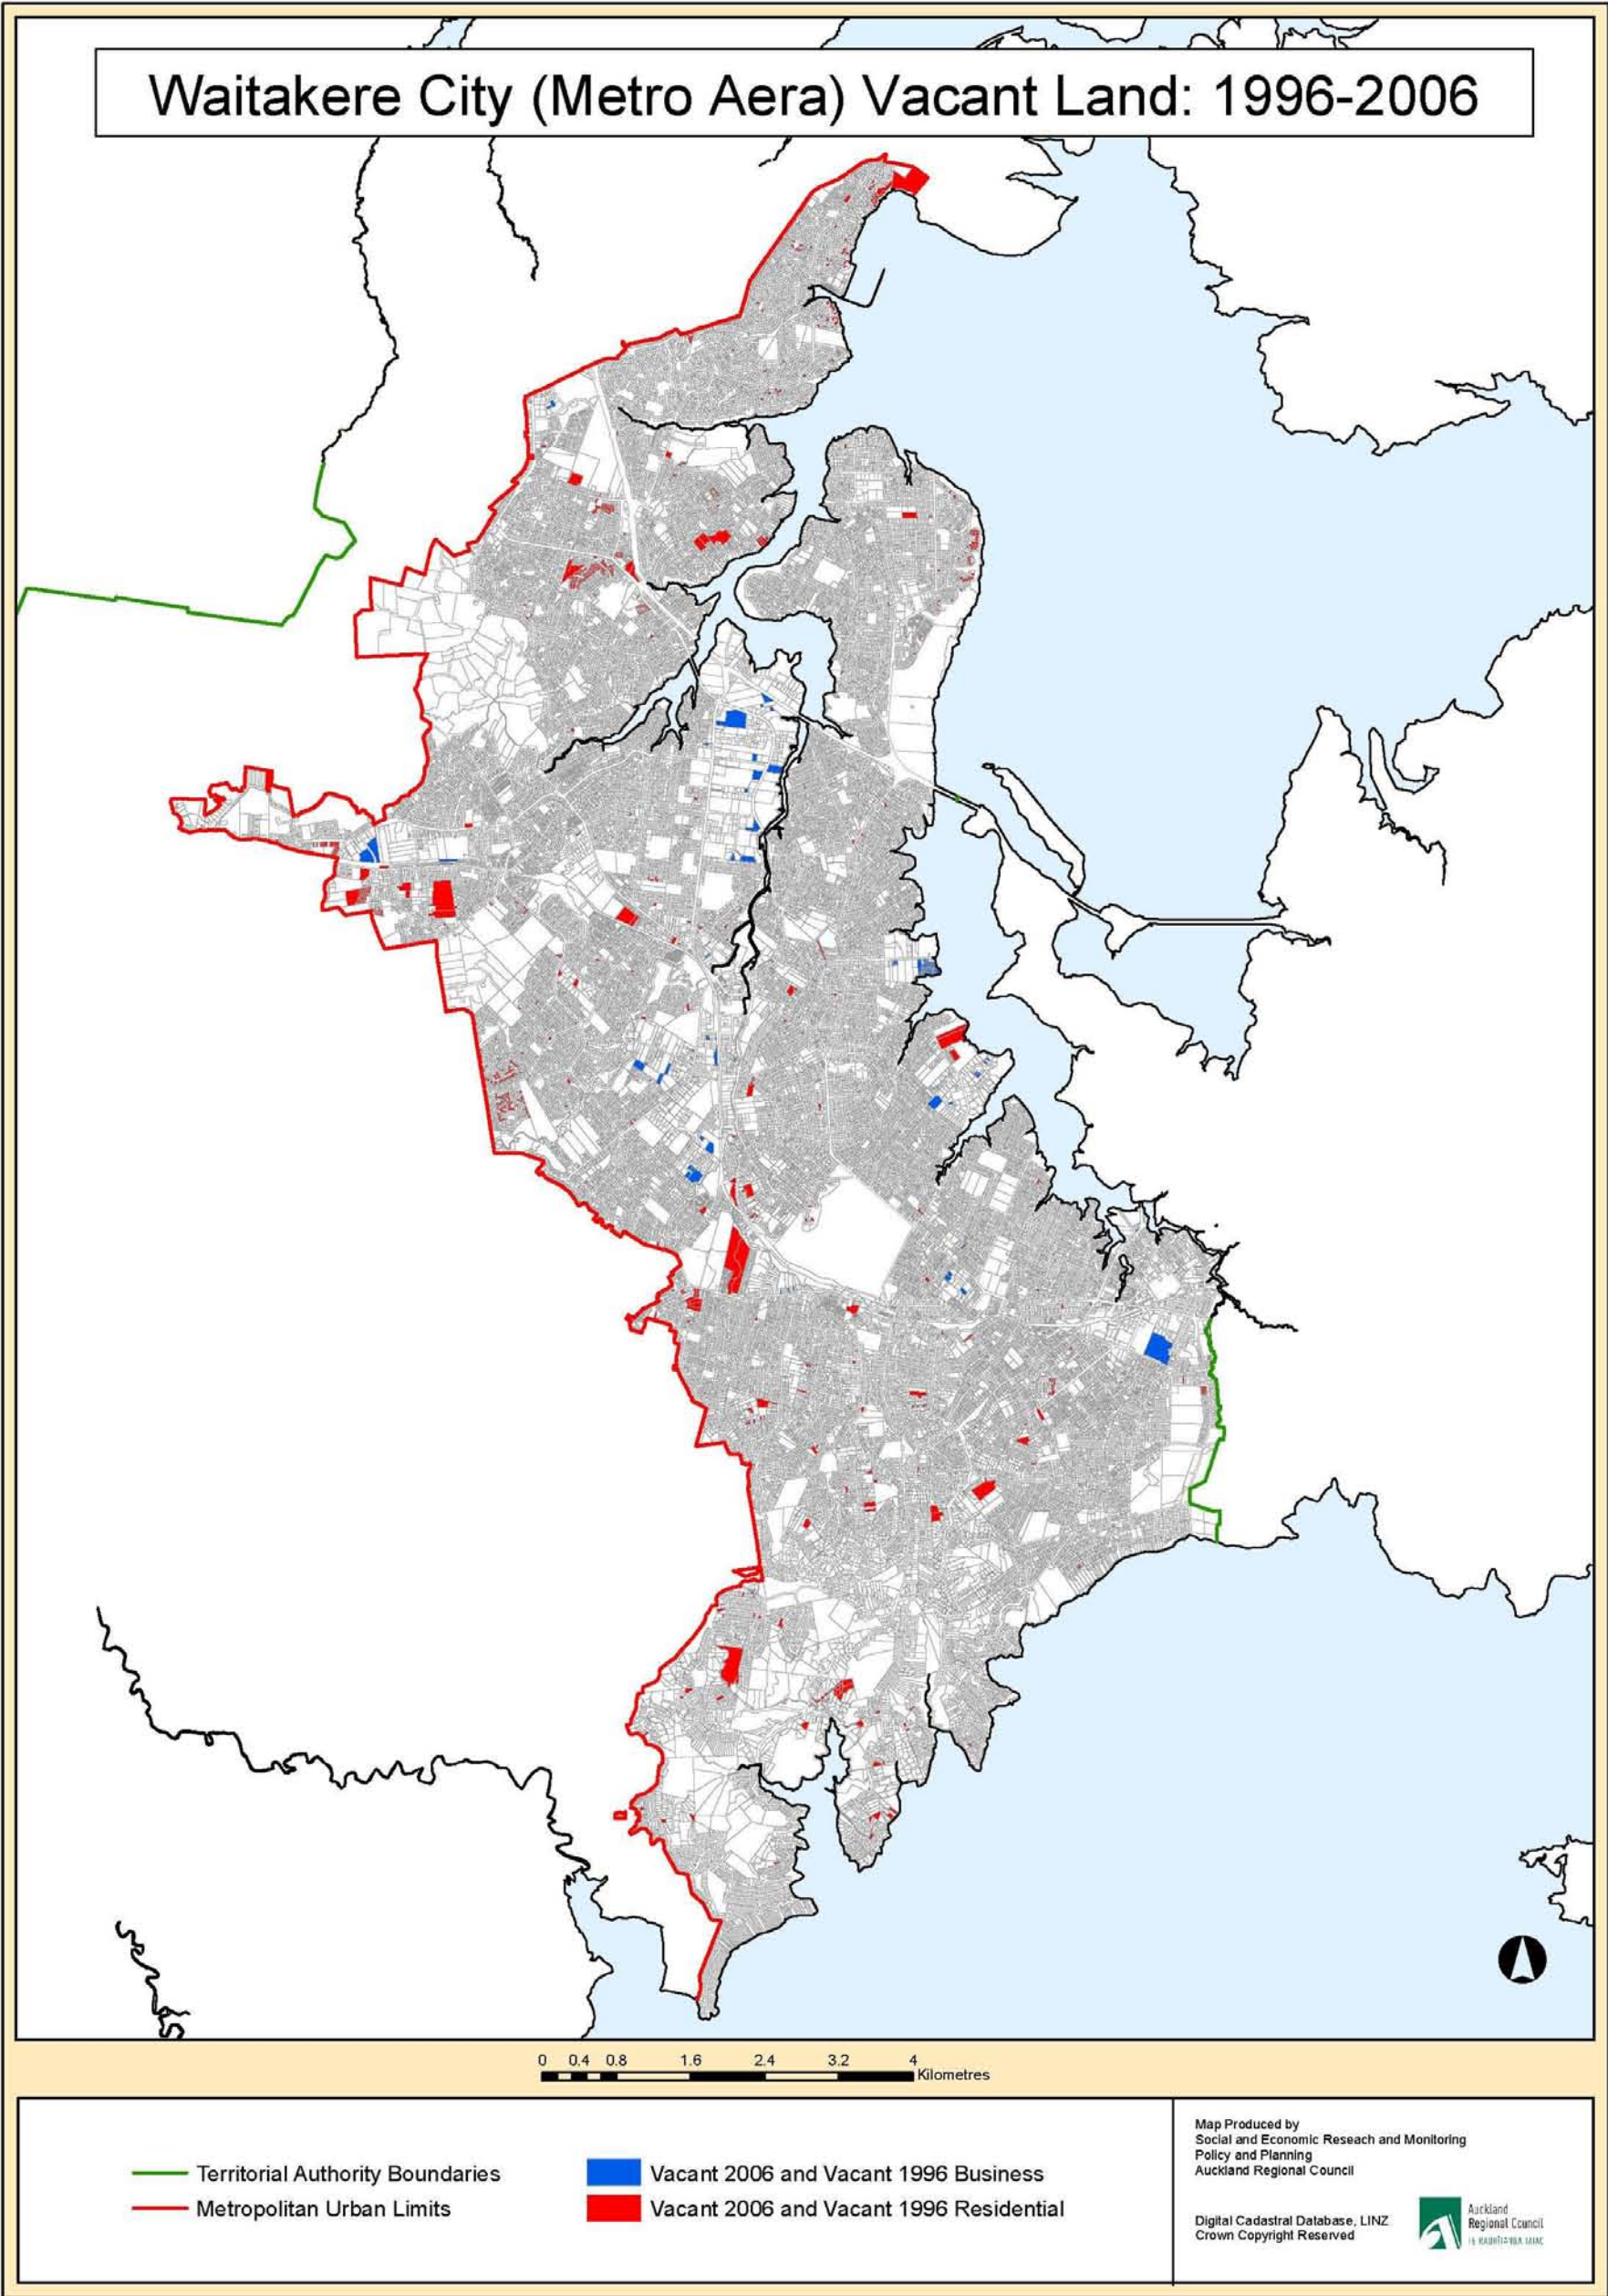 Waitakere City (Metro Aera) Vacant Land: 1996-2006
0 0.4 0.8 1.6 2.4 3.2 4
Kilometres
Territorial Authority Boundaries
Metropolitan Urban Limits
Vacant 2006 and Vacant 1996 Business
Vacant 2006 and Vacant 1996 Residential
Map Produced by
Social and Economic Reseach and Monitoring
Policy and Planning
Auckland Regional Council
Digital Cadastral Database, LINZ
Crown Copyright Reserved
Auckland
Regional Council